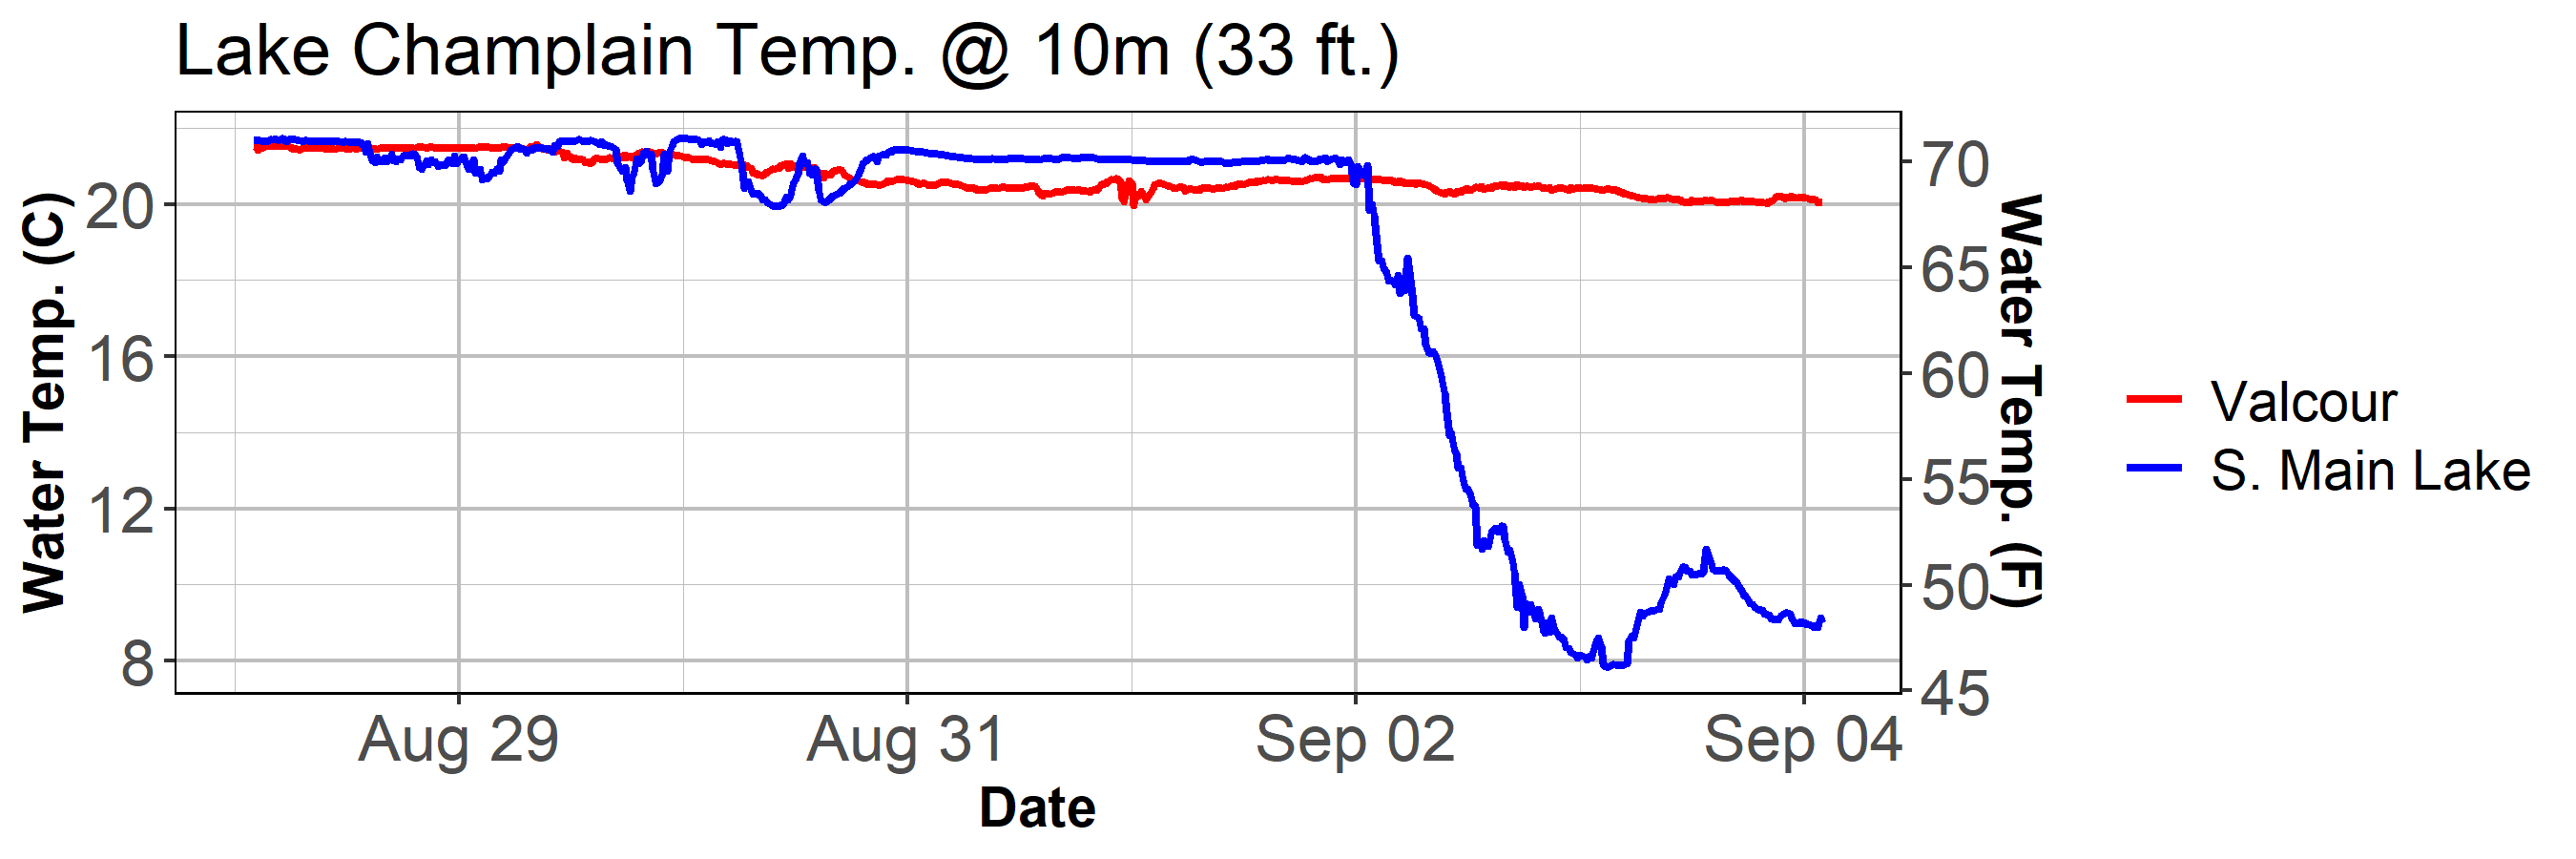 Lake Champlain Temp. @ 10m (33 ft.)
Water Temp. (C)
20
16
12
8
70
65
60
55
50
45
Water Temp. (F)
Aug 29
Aug 31
Sep 02
Sep 04
Date
Valcour
S. Main Lake